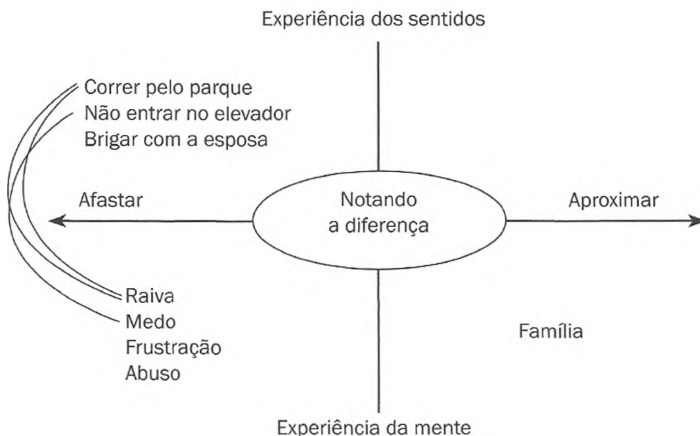 Experiência dos sentidos
Correr pelo parque
Não entrar no elevador
Brigar com a esposa
Afastar
Notando
a diferença
Aproximar
Raiva
Medo
Frustração
Abuso
Família
Experiência da mente